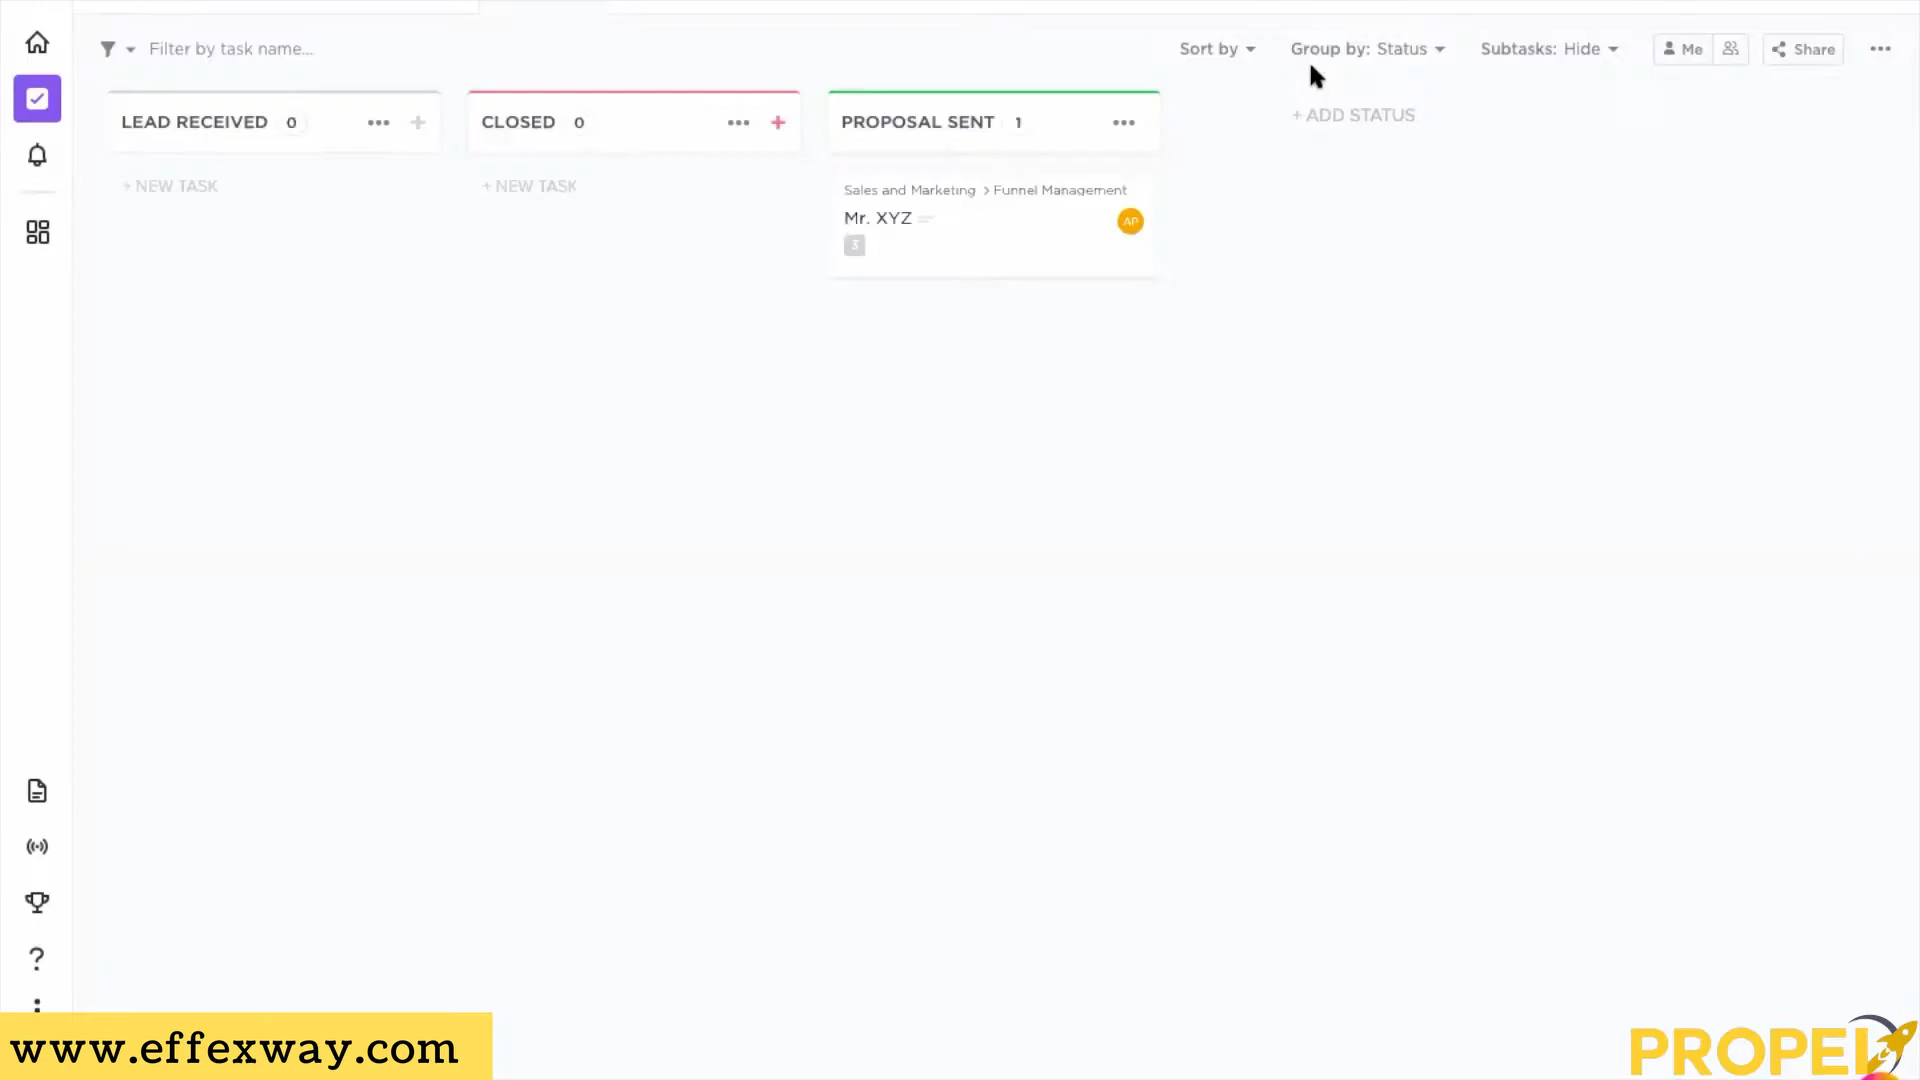 Filter by task name...
Sort by
Group by: Status
Subtasks: Hide
Me
Share
LEAD RECEIVED 0
CLOSED 0
PROPOSAL SENT 1
+ ADD STATUS
+ NEW TASK
+ NEW TASK
Sales and Marketing > Funnel Management
Mr. XYZ
AP
3
www.effexway.com
PROPEL